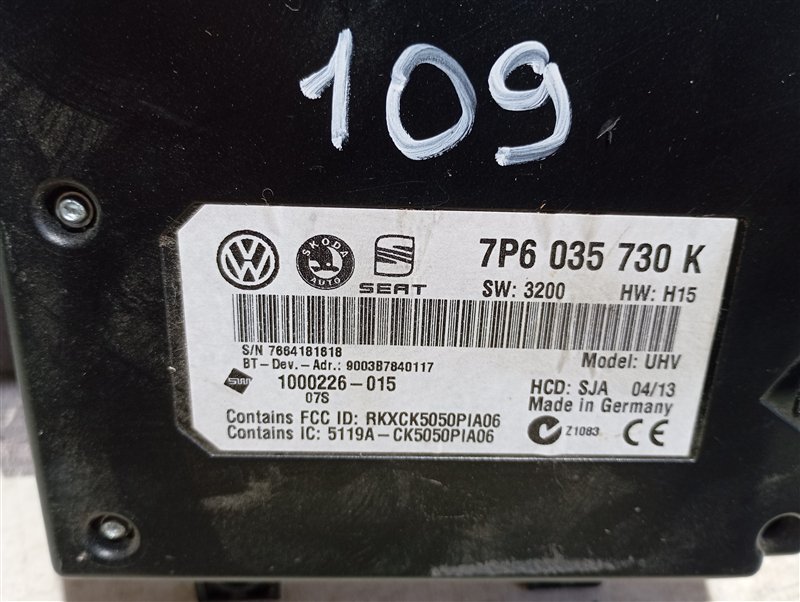 109
VW
ŠKODA
AUTO
SEAT
7P6 035 730 K
SW: 3200 HW: H15
S/N 7664181618
BT-Dev.-Adr.: 9003B7840117
Model: UHV
SW 1000226-015
07S
HCD: SJA 04/13
Made in Germany
Contains FCC ID: RKXCK5050PIA06
Contains IC: 5119A-CK5050PIA06
Z1083 CE